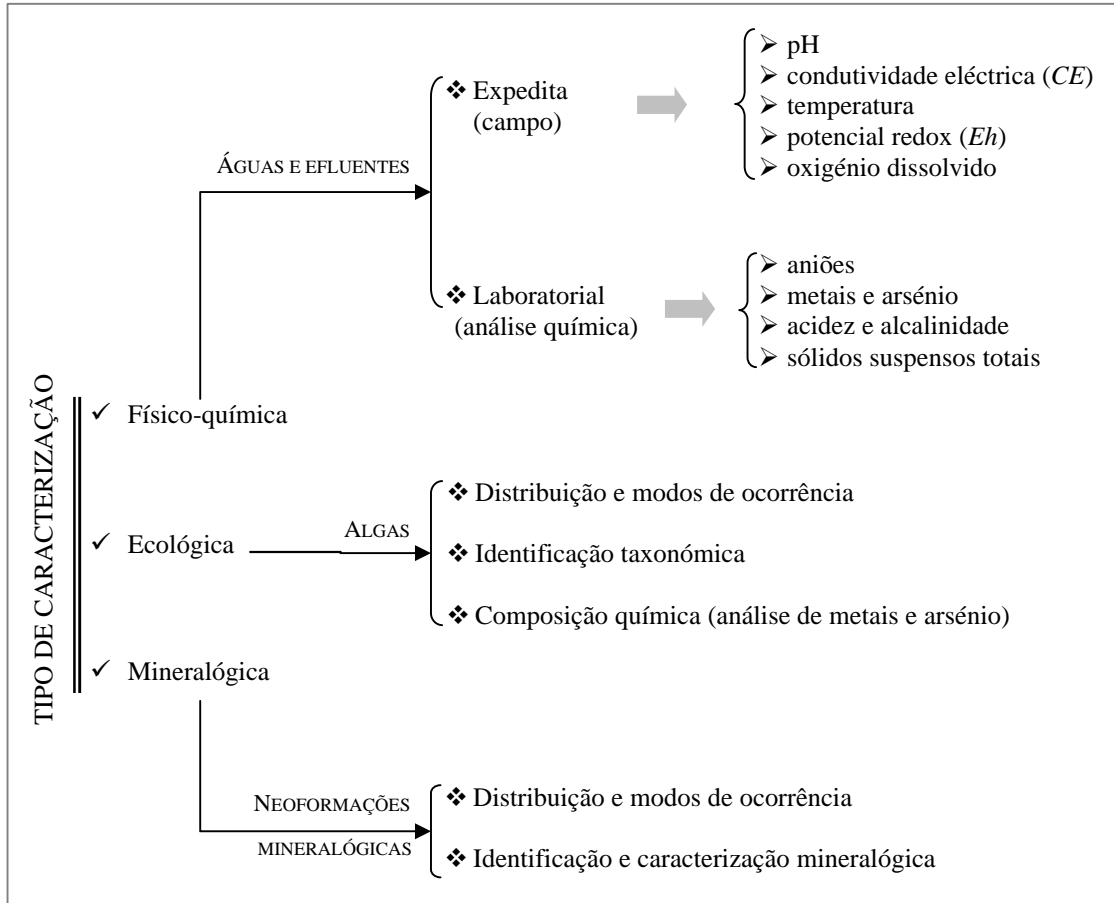 TIPO DE CARACTERIZAÇÃO
✓ Físico-química
ÁGUAS E EFLUENTES
❖ Expedita
(campo)
➢ pH
➢ condutividade eléctrica (CE)
➢ temperatura
➢ potencial redox (Eh)
➢ oxigénio dissolvido
❖ Laboratorial
(análise química)
➢ aniões
➢ metais e arsénio
➢ acidez e alcalinidade
➢ sólidos suspensos totais
✓ Ecológica
ALGAS
❖ Distribuição e modos de ocorrência
❖ Identificação taxonómica
❖ Composição química (análise de metais e arsénio)
✓ Mineralógica
NEOFORMAÇÕES
MINERALÓGICAS
❖ Distribuição e modos de ocorrência
❖ Identificação e caracterização mineralógica